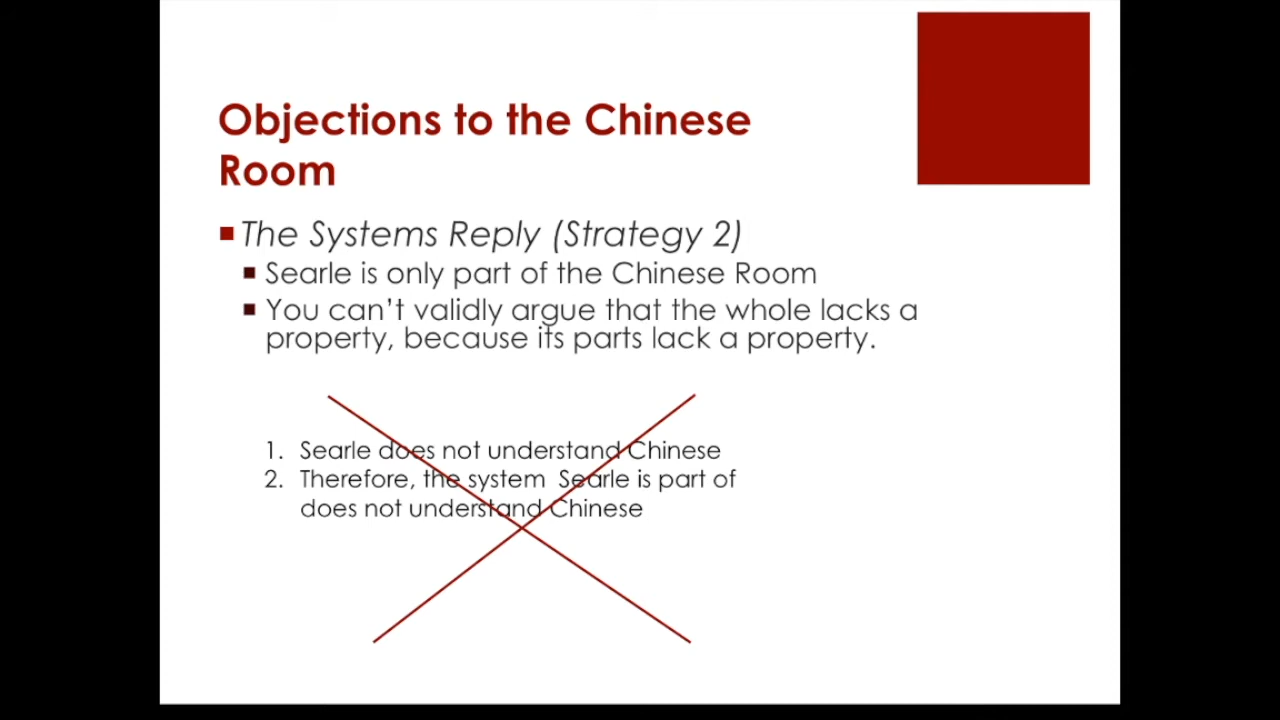 Objections to the Chinese
Room
The Systems Reply (Strategy 2)
Searle is only part of the Chinese Room
You can't validly argue that the whole lacks a
property, because its parts lack a property.
1. Searle does not understand Chinese
2. Therefore, the system Searle is part of
does not understand Chinese